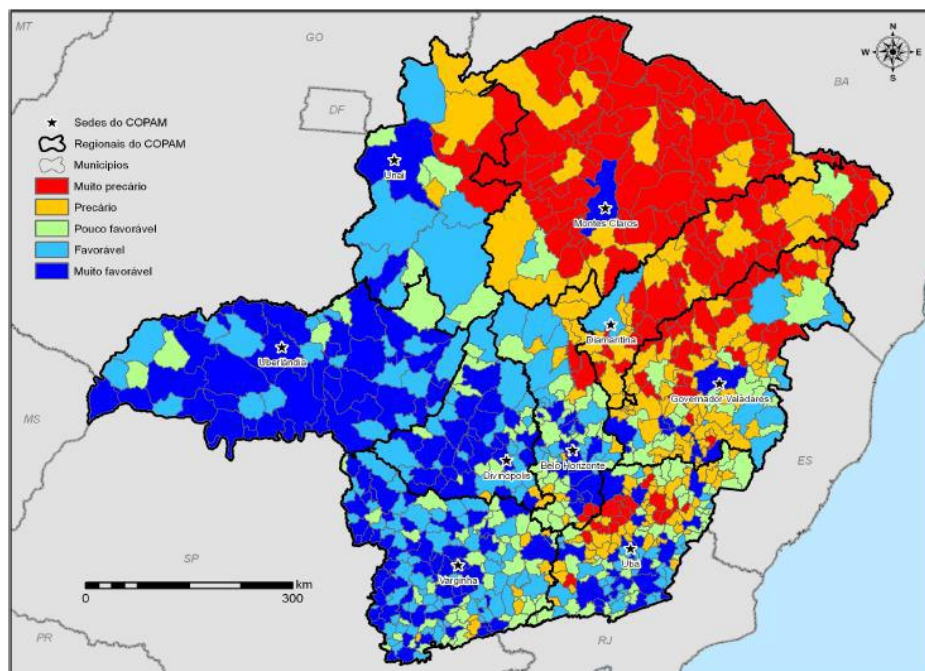 MT
GO
N
W
E
S
BA
DF
Sedes do COPAM
Regionais do COPAM
Municípios
Muito precário
Precário
Pouco favorável
Favorável
Muito favorável
Unaí
Montes Claros
Diamantina
Uberlândia
Governador Valadares
MS
ES
Divinopolis
Belo Horizonte
Ubá
Varginha
SP
km
0
300
PR
RJ